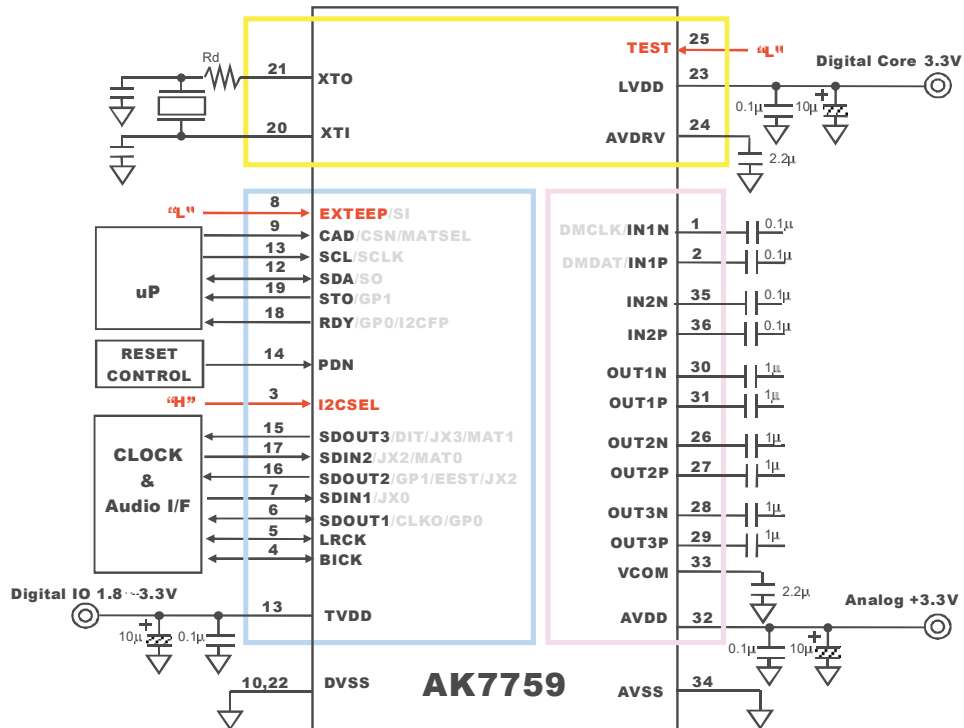 TEST 25 "L"
Rd 21 XTO
LVDD 23 Digital Core 3.3V
0.1µ 10µ +
20 XTI
AVDRV 24
2.2µ
"L" 8 EXTEEP/SI
9 CAD/CSN/MATSEL
13 SCL/SCLK
12 SDA/SO
19 STO/GP1
18 RDY/GP0/I2CFP
uP
RESET CONTROL
14 PDN
"H" 3 I2CSEL
CLOCK
&
Audio I/F
15 SDOUT3/DIT/JX3/MAT1
17 SDIN2/JX2/MAT0
16 SDOUT2/GP1/EEST/JX2
7 SDIN1/JX0
6 SDOUT1/CLKO/GP0
5 LRCK
4 BICK
Digital IO 1.8~3.3V
13 TVDD
+ 10µ 0.1µ
10,22 DVSS
DMCLK/IN1N 1 0.1µ
DMDAT/IN1P 2 0.1µ
IN2N 35 0.1µ
IN2P 36 0.1µ
OUT1N 30 1µ
OUT1P 31 1µ
OUT2N 26 1µ
OUT2P 27 1µ
OUT3N 28 1µ
OUT3P 29 1µ
VCOM 33
2.2µ
AVDD 32 Analog +3.3V
0.1µ 10µ +
AVSS 34
AK7759